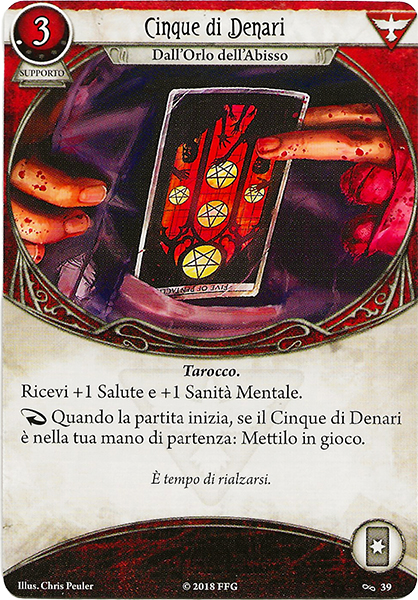 3
Cinque di Denari
SUPPORTO
Dall'Orlo dell'Abisso
FIVE OF PENTACL
Tarocco.
Ricevi +1 Salute e +1 Sanità Mentale.
Quando la partita inizia, se il Cinque di Denari
è nella tua mano di partenza: Mettilo in gioco.
È tempo di rialzarsi.
Illus. Chris Peuler
© 2018 FFG
39